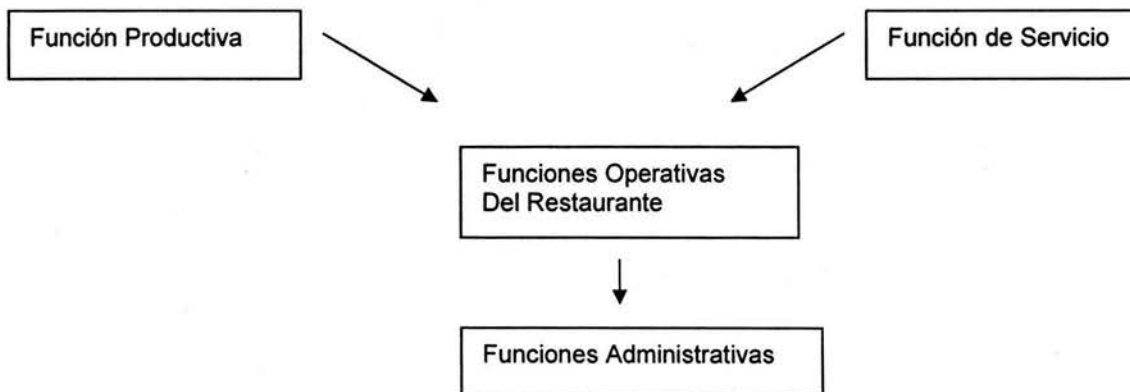 Función Productiva
Función de Servicio
Funciones Operativas
Del Restaurante
Funciones Administrativas